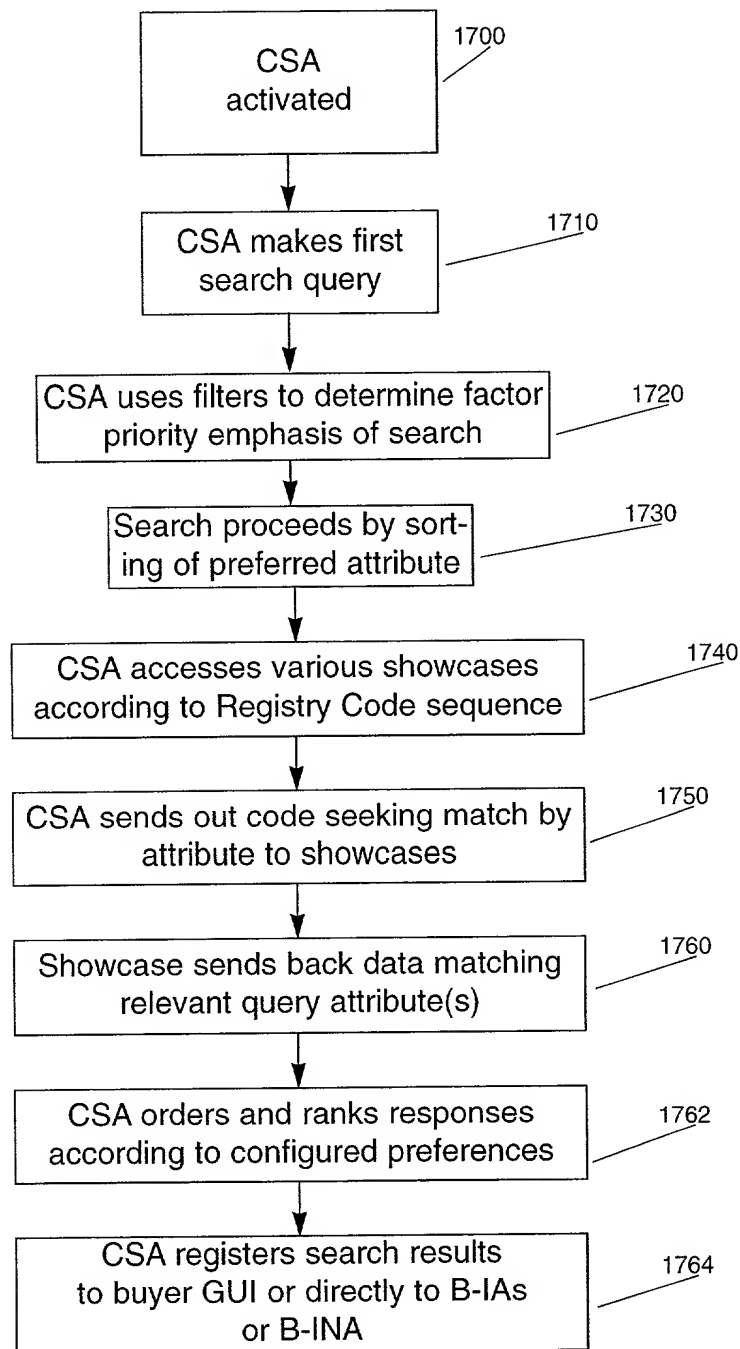 CSA
activated
1700
CSA makes first
search query
1710
CSA uses filters to determine factor
priority emphasis of search
1720
Search proceeds by sort-
ing of preferred attribute
1730
CSA accesses various showcases
according to Registry Code sequence
1740
CSA sends out code seeking match by
attribute to showcases
1750
Showcase sends back data matching
relevant query attribute(s)
1760
CSA orders and ranks responses
according to configured preferences
1762
CSA registers search results
to buyer GUI or directly to B-IAs
or B-INA
1764